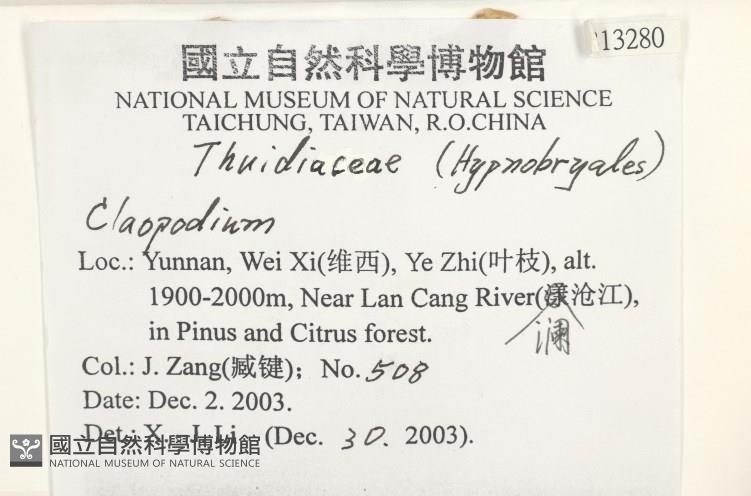 13280
國立自然科學博物館
NATIONAL MUSEUM OF NATURAL SCIENCE
TAICHUNG, TAIWAN, R.O.CHINA
Thuidiaceae (Hypnobryales)
Claopodium
Loc.: Yunnan, Wei Xi(维西), Ye Zhi(叶枝), alt.
1900-2000m, Near Lan Cang River(沧江),
澜
in Pinus and Citrus forest.
Col.: J. Zang(臧键); No. 508
Date: Dec. 2. 2003.
Det.: X. J. Li (Dec. 30. 2003).
國立自然科學博物館
NATIONAL MUSEUM OF NATURAL SCIENCE